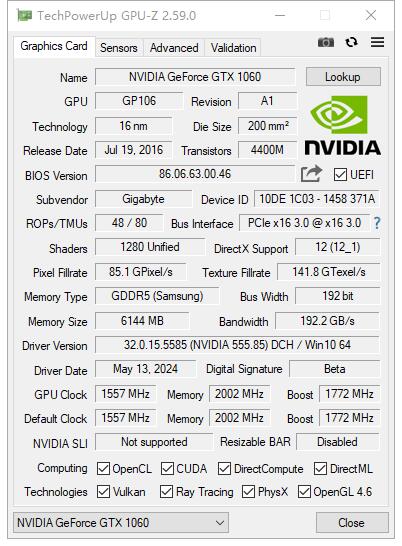 TechPowerUp GPU-Z 2.59.0
Graphics Card Sensors Advanced Validation
Name NVIDIA GeForce GTX 1060 Lookup
GPU GP106 Revision A1
Technology 16 nm Die Size 200 mm²
Release Date Jul 19, 2016 Transistors 4400M
NVIDIA
BIOS Version 86.06.63.00.46 UEFI
Subvendor Gigabyte Device ID 10DE 1C03 - 1458 371A
ROPs/TMUs 48 / 80 Bus Interface PCIe x16 3.0 @ x16 3.0 ?
Shaders 1280 Unified DirectX Support 12 (12_1)
Pixel Fillrate 85.1 GPixel/s Texture Fillrate 141.8 GTexel/s
Memory Type GDDR5 (Samsung) Bus Width 192 bit
Memory Size 6144 MB Bandwidth 192.2 GB/s
Driver Version 32.0.15.5585 (NVIDIA 555.85) DCH / Win10 64
Driver Date May 13, 2024 Digital Signature Beta
GPU Clock 1557 MHz Memory 2002 MHz Boost 1772 MHz
Default Clock 1557 MHz Memory 2002 MHz Boost 1772 MHz
NVIDIA SLI Not supported Resizable BAR Disabled
Computing OpenCL CUDA DirectCompute DirectML
Technologies Vulkan Ray Tracing PhysX OpenGL 4.6
NVIDIA GeForce GTX 1060 Close